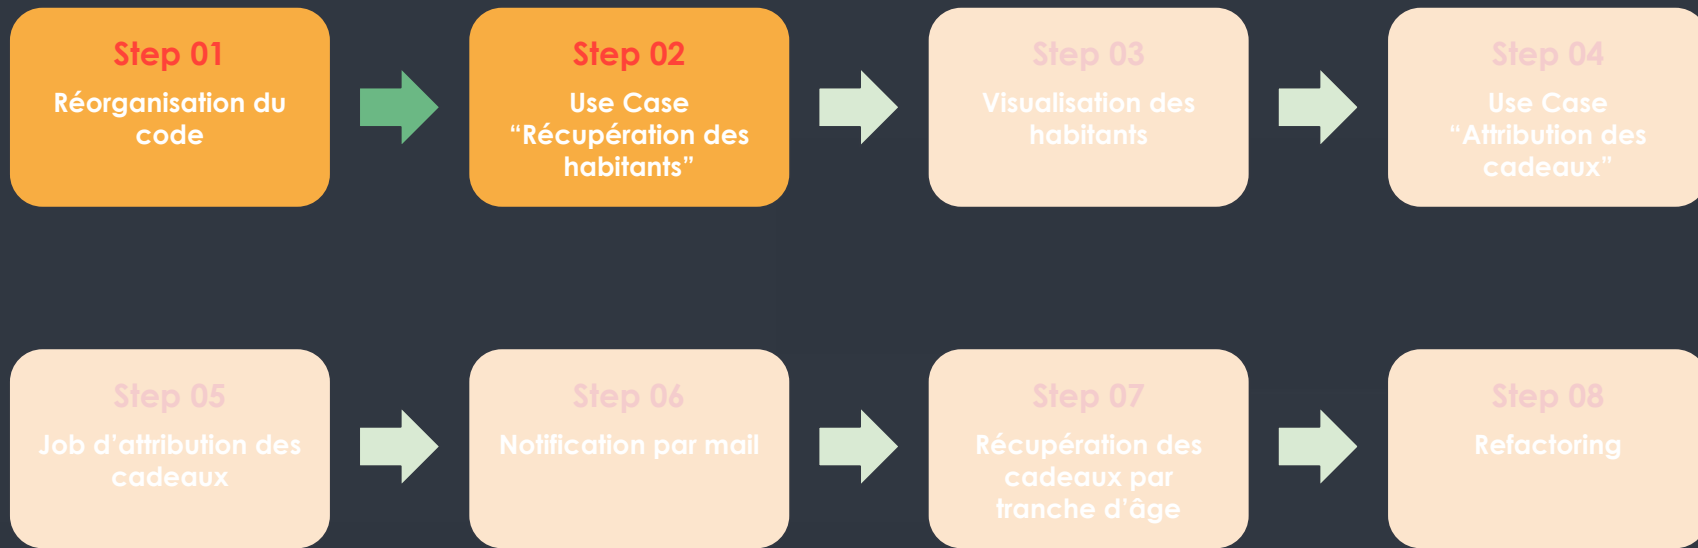 Step 01
Réorganisation du
code
Step 02
Use Case
“Récupération des
habitants”
Step 03
Visualisation des
habitants
Step 04
Use Case
“Attribution des
cadeaux”
Step 05
Job d’attribution des
cadeaux
Step 06
Notification par mail
Step 07
Récupération des
cadeaux par
tranche d’âge
Step 08
Refactoring